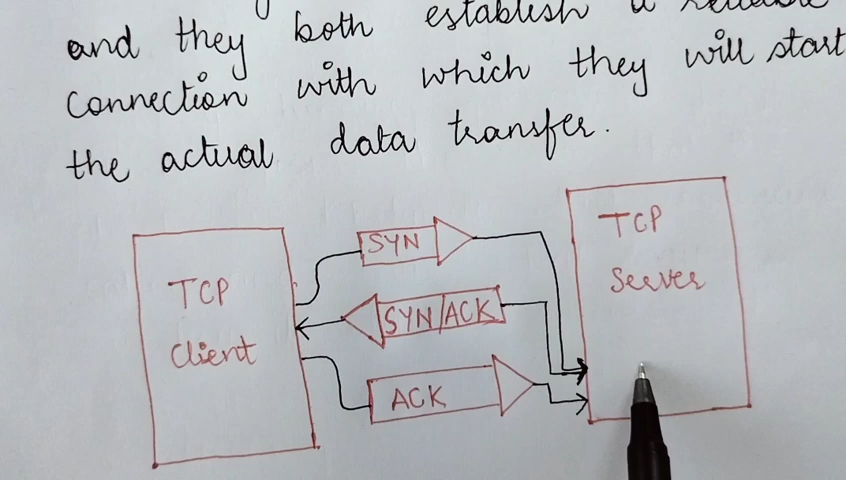 and they both establish a reliable
connection with which they will start
the actual data transfer.
SYN
TCP
Server
TCP
Client
SYN/ACK
ACK